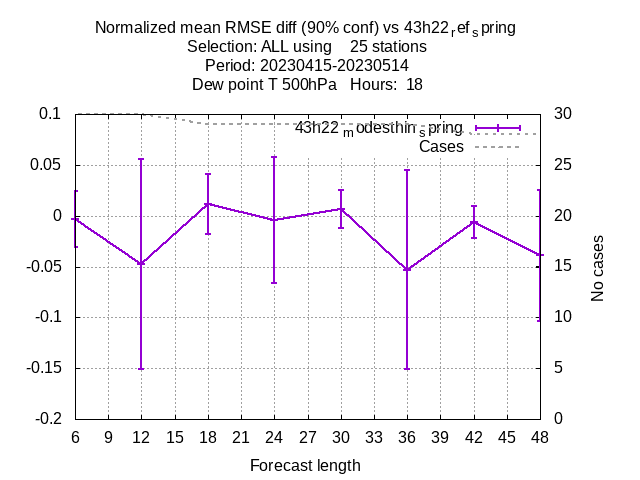 Normalized mean RMSE diff (90% conf) vs 43h22refspring
Selection: ALL using    25 stations
Period: 20230415-20230514
Dew point T 500hPa   Hours:  18
43h22modesthinspring
Cases
0.1
0.05
0
-0.05
-0.1
-0.15
-0.2
30
25
20
15
10
5
0
No cases
6 9 12 15 18 21 24 27 30 33 36 39 42 45 48
Forecast length